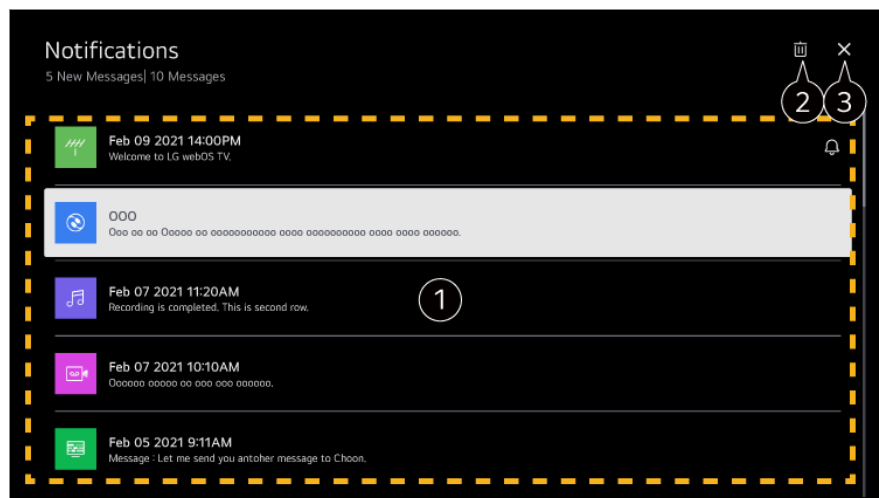 Notifications
5 New Messages| 10 Messages
2
3
Feb 09 2021 14:00PM
Welcome to LG webOS TV.
OOO
Ooo oo oo Ooooo oo ooooooooooo oooo oooooooooo oooo oooo oooooo.
Feb 07 2021 11:20AM
Recording is completed. This is second row.
1
Feb 07 2021 10:10AM
Oooooo ooooo oo ooo ooo oooooo.
Feb 05 2021 9:11AM
Message : Let me send you antoher message to Choon.